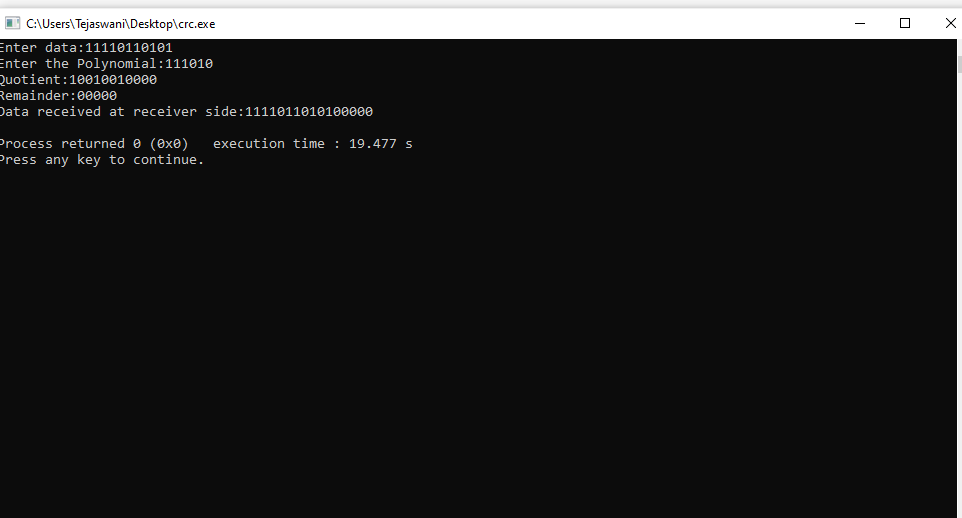 C:\Users\Tejaswani\Desktop\crc.exe
Enter data:11110110101
Enter the Polynomial:111010
Quotient:10010010000
Remainder:00000
Data received at receiver side:1111011010100000
Process returned 0 (0x0)   execution time : 19.477 s
Press any key to continue.